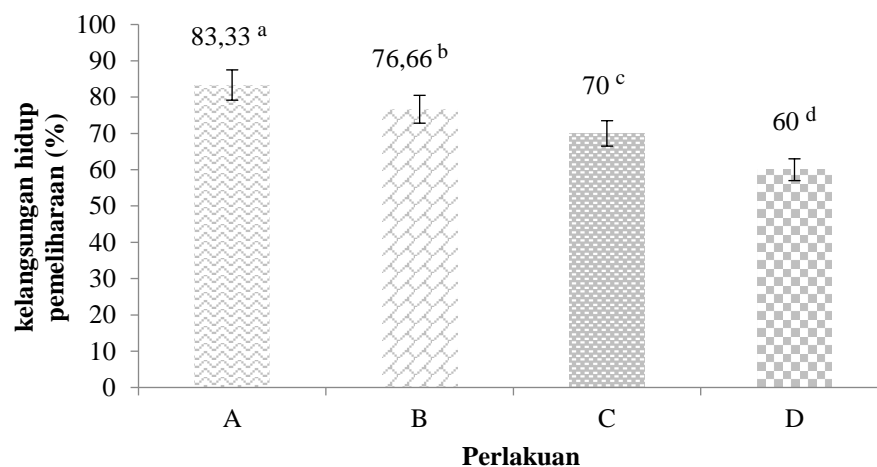 kelangsungan hidup
pemeliharaan (%)
100
90
80
70
60
50
40
30
20
10
0
83,33 a
76,66 b
70 c
60 d
A
B
C
D
Perlakuan